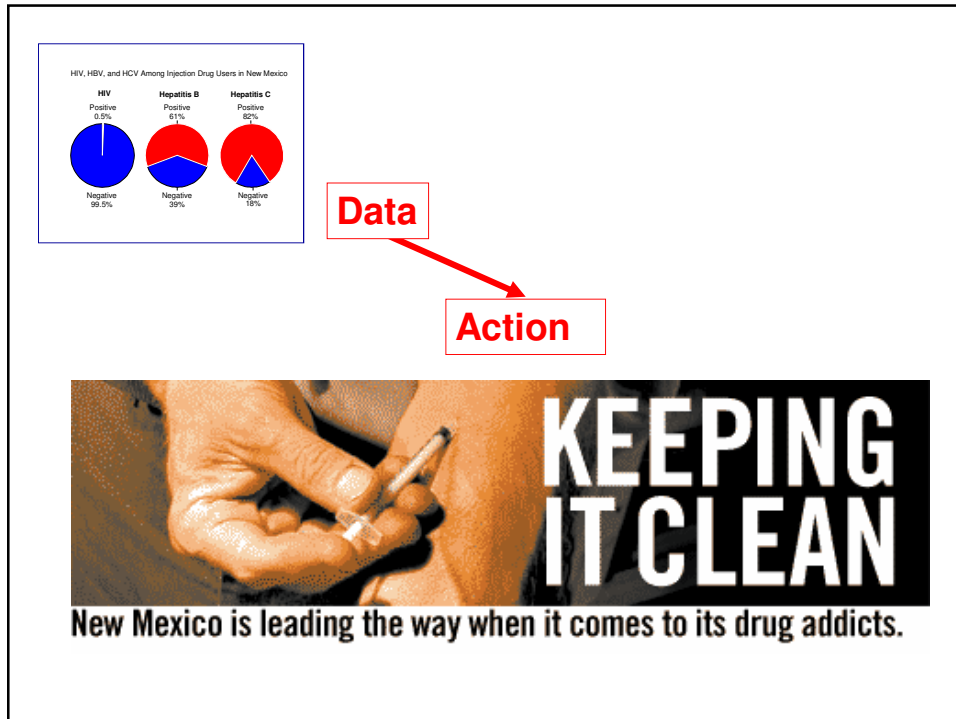 HIV, HBV, and HCV Among Injection Drug Users in New Mexico
HIV
Positive
0.5%
Negative
99.5%
Hepatitis B
Positive
61%
Negative
39%
Hepatitis C
Positive
82%
Negative
18%
Data
Action
KEEPING
IT CLEAN
New Mexico is leading the way when it comes to its drug addicts.